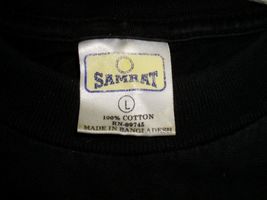 SAMRAT
L
100% COTTON
RN-89745
MADE IN BANGLADESH